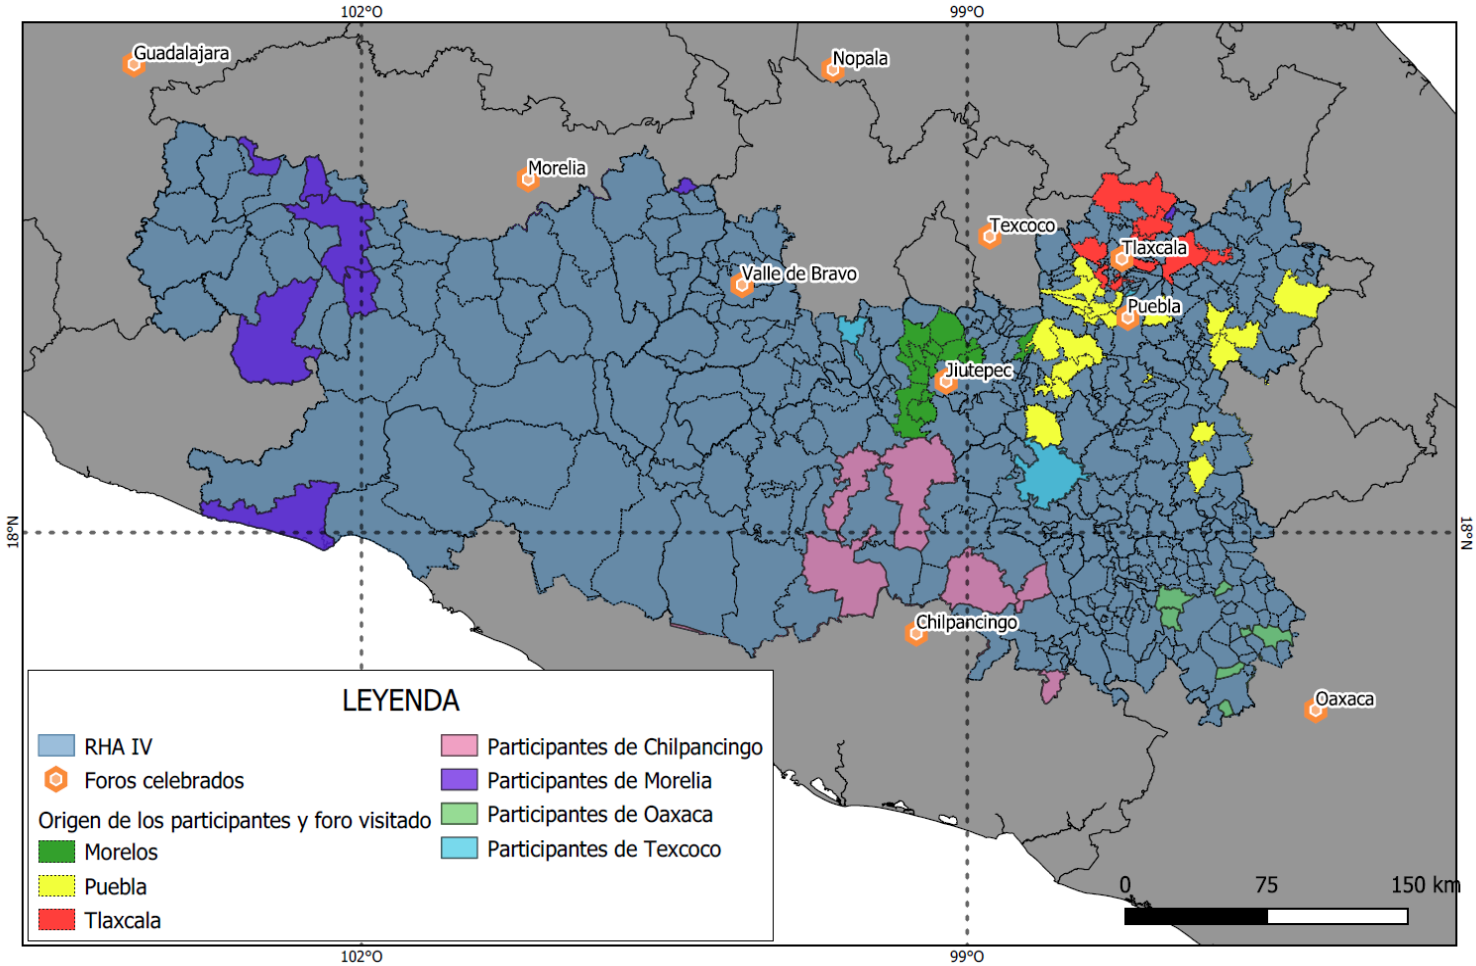 102°O
99°O
Guadalajara
Nopala
Morelia
Texcoco
Tlaxcala
Valle de Bravo
Puebla
Jiutepec
18°N
18°N
Chilpancingo
Oaxaca
LEYENDA
RHA IV
Foros celebrados
Origen de los participantes y foro visitado
Morelos
Puebla
Tlaxcala
Participantes de Chilpancingo
Participantes de Morelia
Participantes de Oaxaca
Participantes de Texcoco
0 75 150 km
102°O
99°O